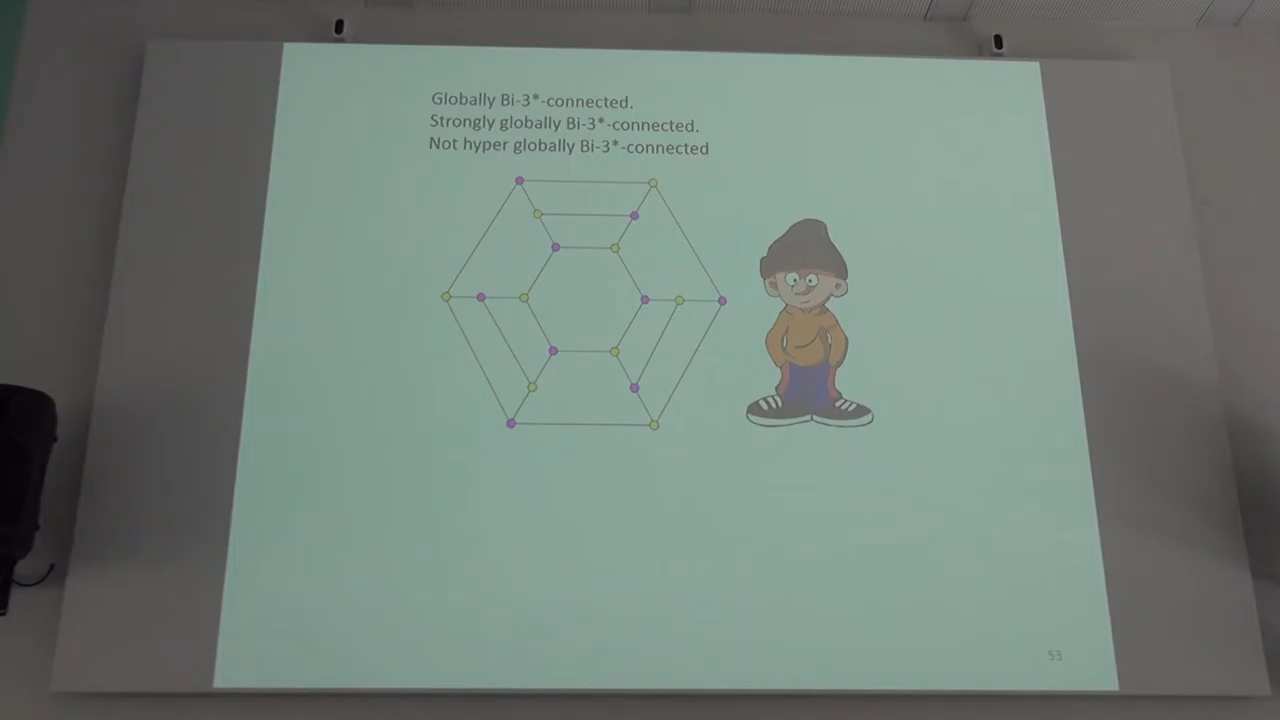 Globally Bi-3*-connected.
Strongly globally Bi-3*-connected.
Not hyper globally Bi-3*-connected
53